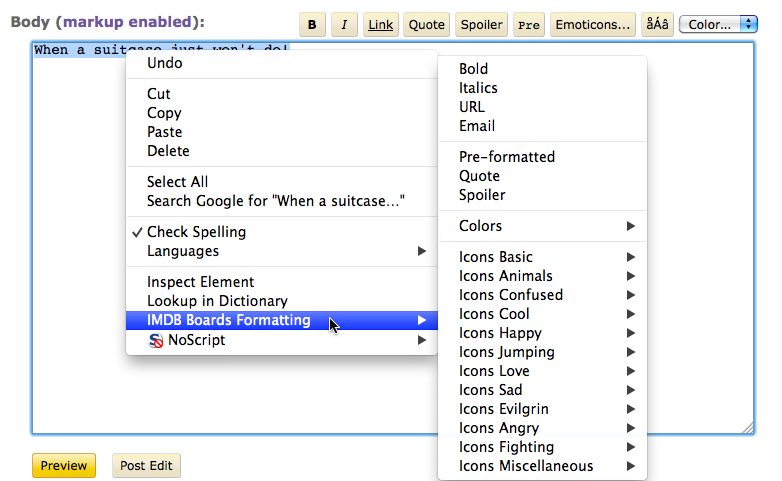 Body (markup enabled):
B I Link Quote Spoiler Pre Emoticons... åÁâ Color...
When a suitcase just won't do!
Undo
Cut
Copy
Paste
Delete
Select All
Search Google for "When a suitcase..."
Check Spelling
Languages
Inspect Element
Lookup in Dictionary
IMDB Boards Formatting
NoScript
Bold
Italics
URL
Email
Pre-formatted
Quote
Spoiler
Colors
Icons Basic
Icons Animals
Icons Confused
Icons Cool
Icons Happy
Icons Jumping
Icons Love
Icons Sad
Icons Evilgrin
Icons Angry
Icons Fighting
Icons Miscellaneous
Preview Post Edit